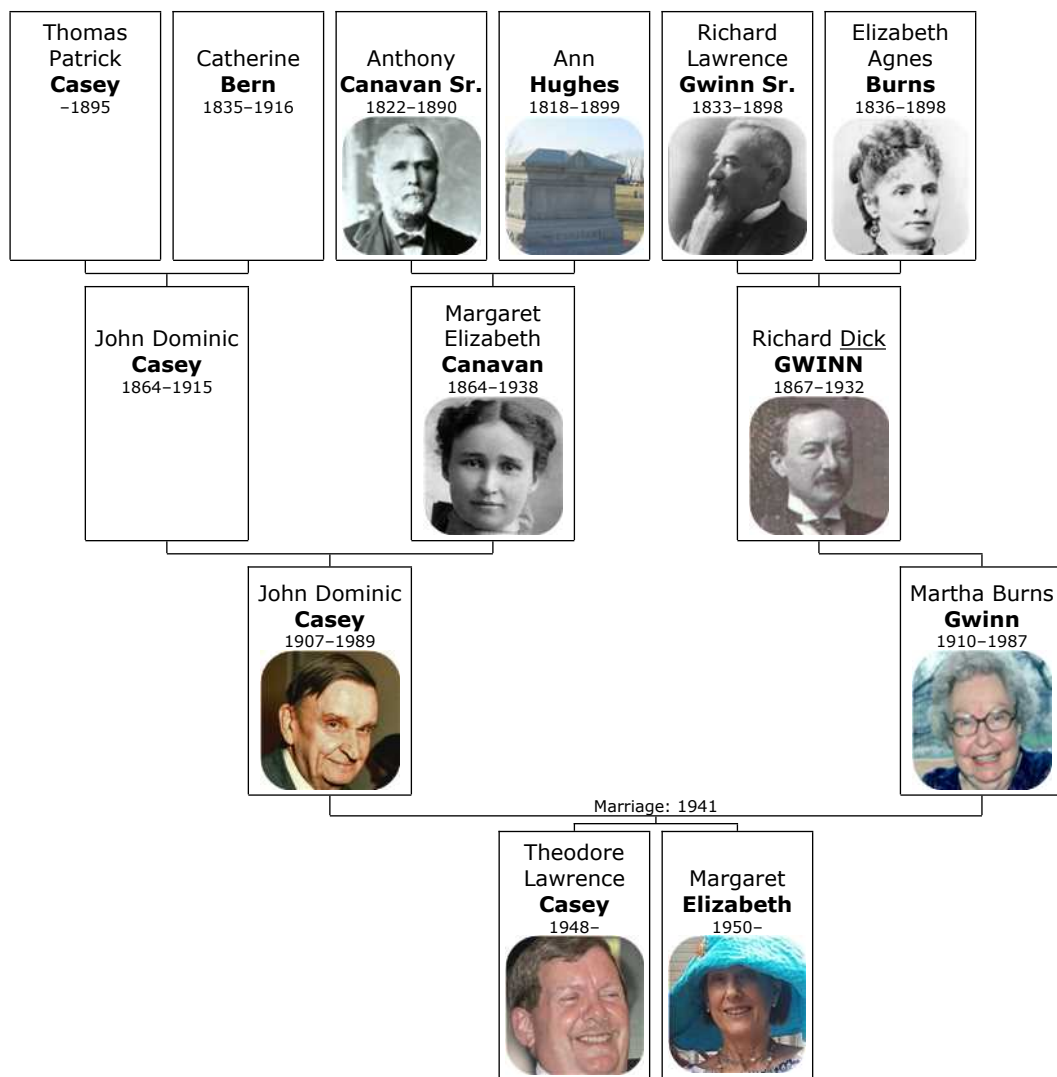 Thomas
Patrick
Casey
–1895
Catherine
Bern
1835–1916
Anthony
Canavan Sr.
1822–1890
Ann
Hughes
1818–1899
Richard
Lawrence
Gwinn Sr.
1833–1898
Elizabeth
Agnes
Burns
1836–1898
John Dominic
Casey
1864–1915
Margaret
Elizabeth
Canavan
1864–1938
Richard Dick
GWINN
1867–1932
John Dominic
Casey
1907–1989
Martha Burns
Gwinn
1910–1987
Marriage: 1941
Theodore
Lawrence
Casey
1948–
Margaret
Elizabeth
1950–